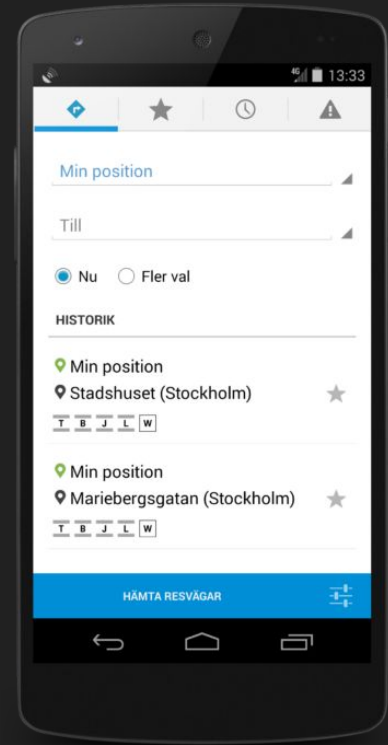 4G 13:33
Min position
Till
Nu Fler val
HISTORIK
Min position
Stadshuset (Stockholm)
T B J L W
Min position
Mariebergsgatan (Stockholm)
T B J L W
HÄMTA RESVÄGAR